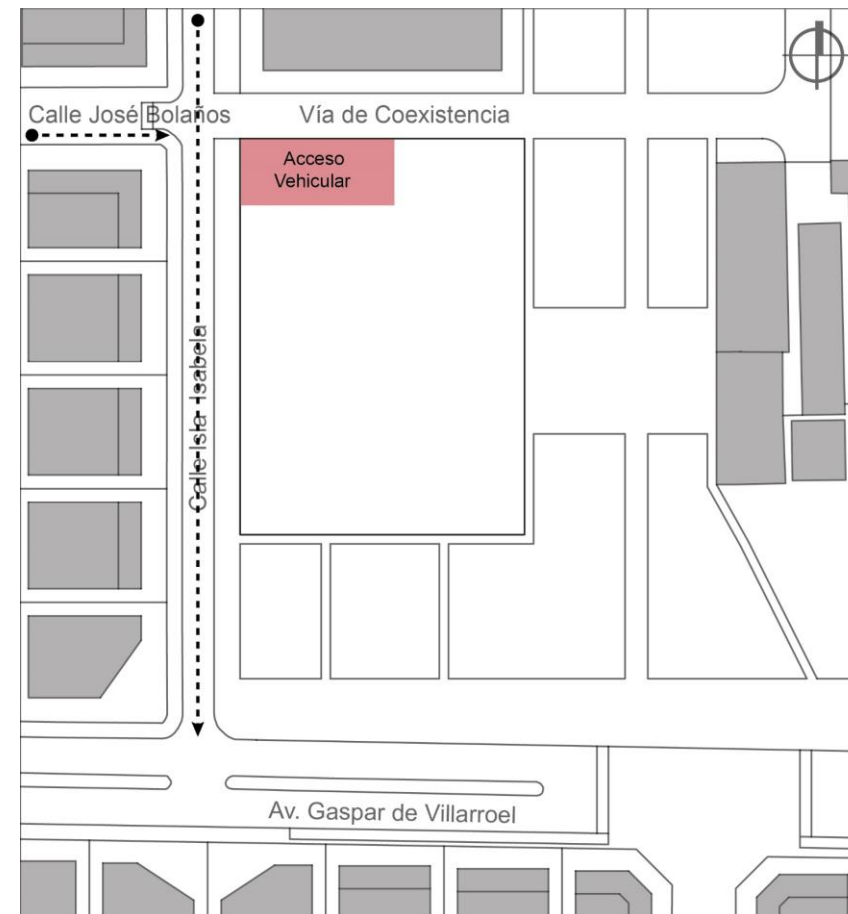 Calle José Bolaños
Vía de Coexistencia
Acceso
Vehicular
Calle Isla Isabela
Av. Gaspar de Villarroel